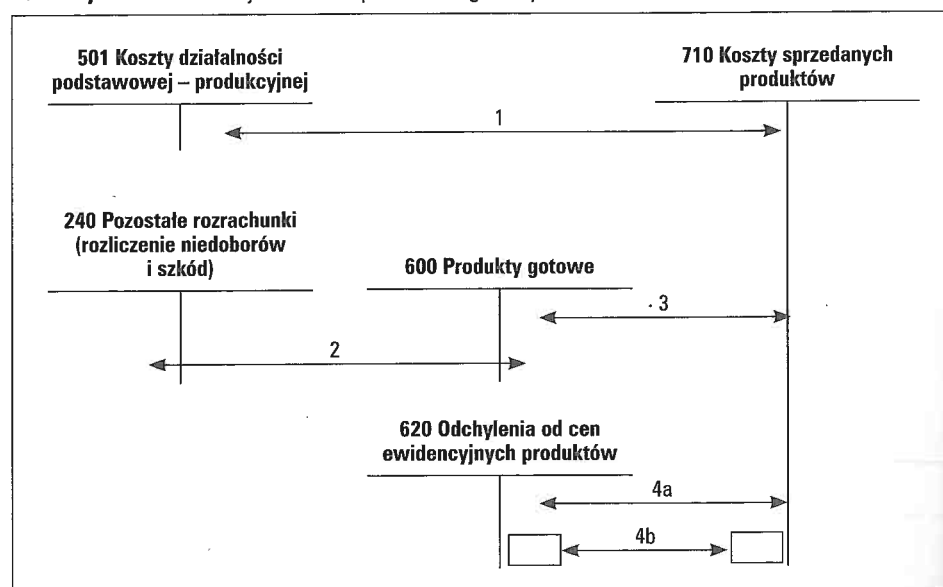 501 Koszty działalności
podstawowej – produkcyjnej
710 Koszty sprzedanych
produktów
1
240 Pozostałe rozrachunki
(rozliczenie niedoborów
i szkód)
600 Produkty gotowe
3
2
620 Odchylenia od cen
ewidencyjnych produktów
4a
4b